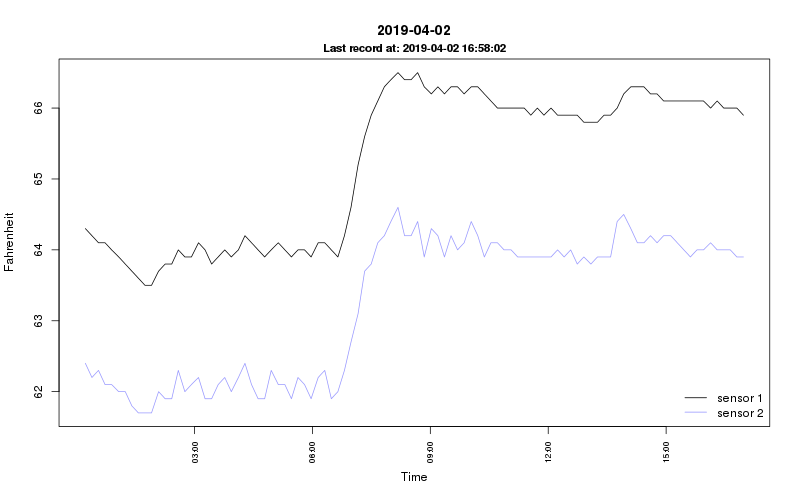 2019-04-02
Last record at: 2019-04-02 16:58:02
Fahrenheit
66
65
64
63
62
03:00
06:00
09:00
12:00
15:00
Time
sensor 1
sensor 2